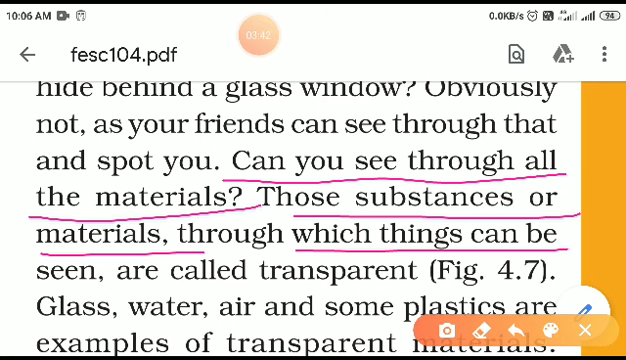 10:06 AM
0.0KB/s
94
03:42
fesc104.pdf
hide behind a glass window? Obviously
not, as your friends can see through that
and spot you. Can you see through all
the materials? Those substances or
materials, through which things can be
seen, are called transparent (Fig. 4.7).
Glass, water, air and some plastics are
examples of transparent materials.